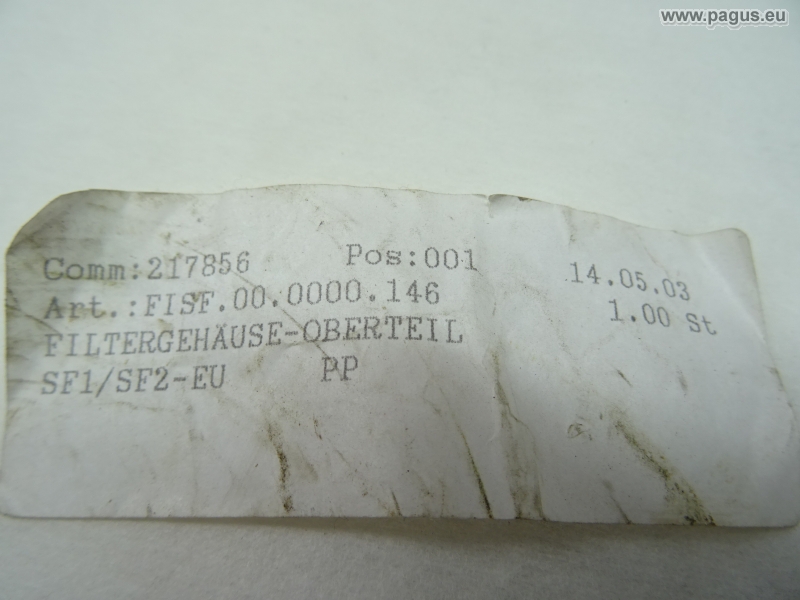 www.pagus.eu
Comm:217856 Pos:001 14.05.03
Art.:FISF.00.0000.146 1.00 St
FILTERGEHÄUSE-OBERTEIL
SF1/SF2-EU PP